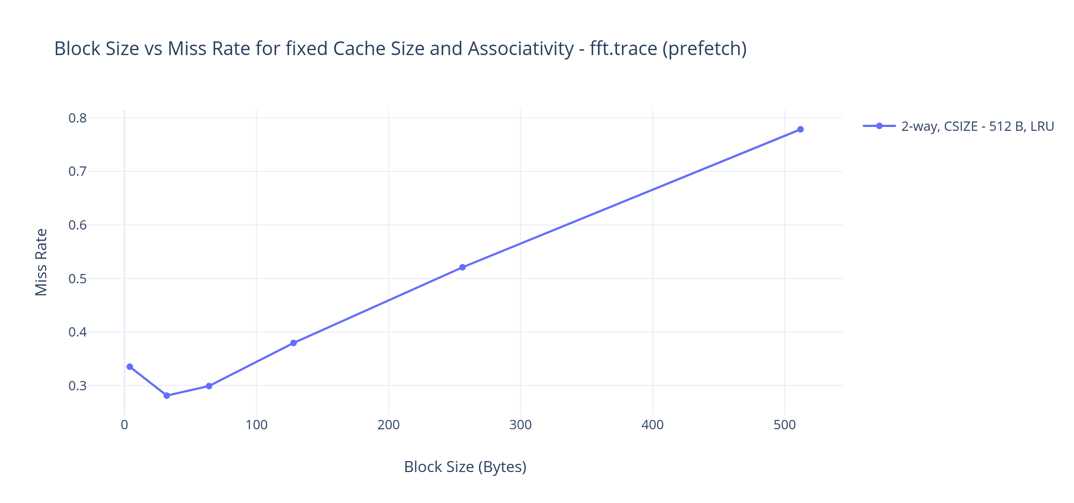 Block Size vs Miss Rate for fixed Cache Size and Associativity - fft.trace (prefetch)
2-way, CSIZE - 512 B, LRU
Miss Rate
0.8
0.7
0.6
0.5
0.4
0.3
0 100 200 300 400 500
Block Size (Bytes)